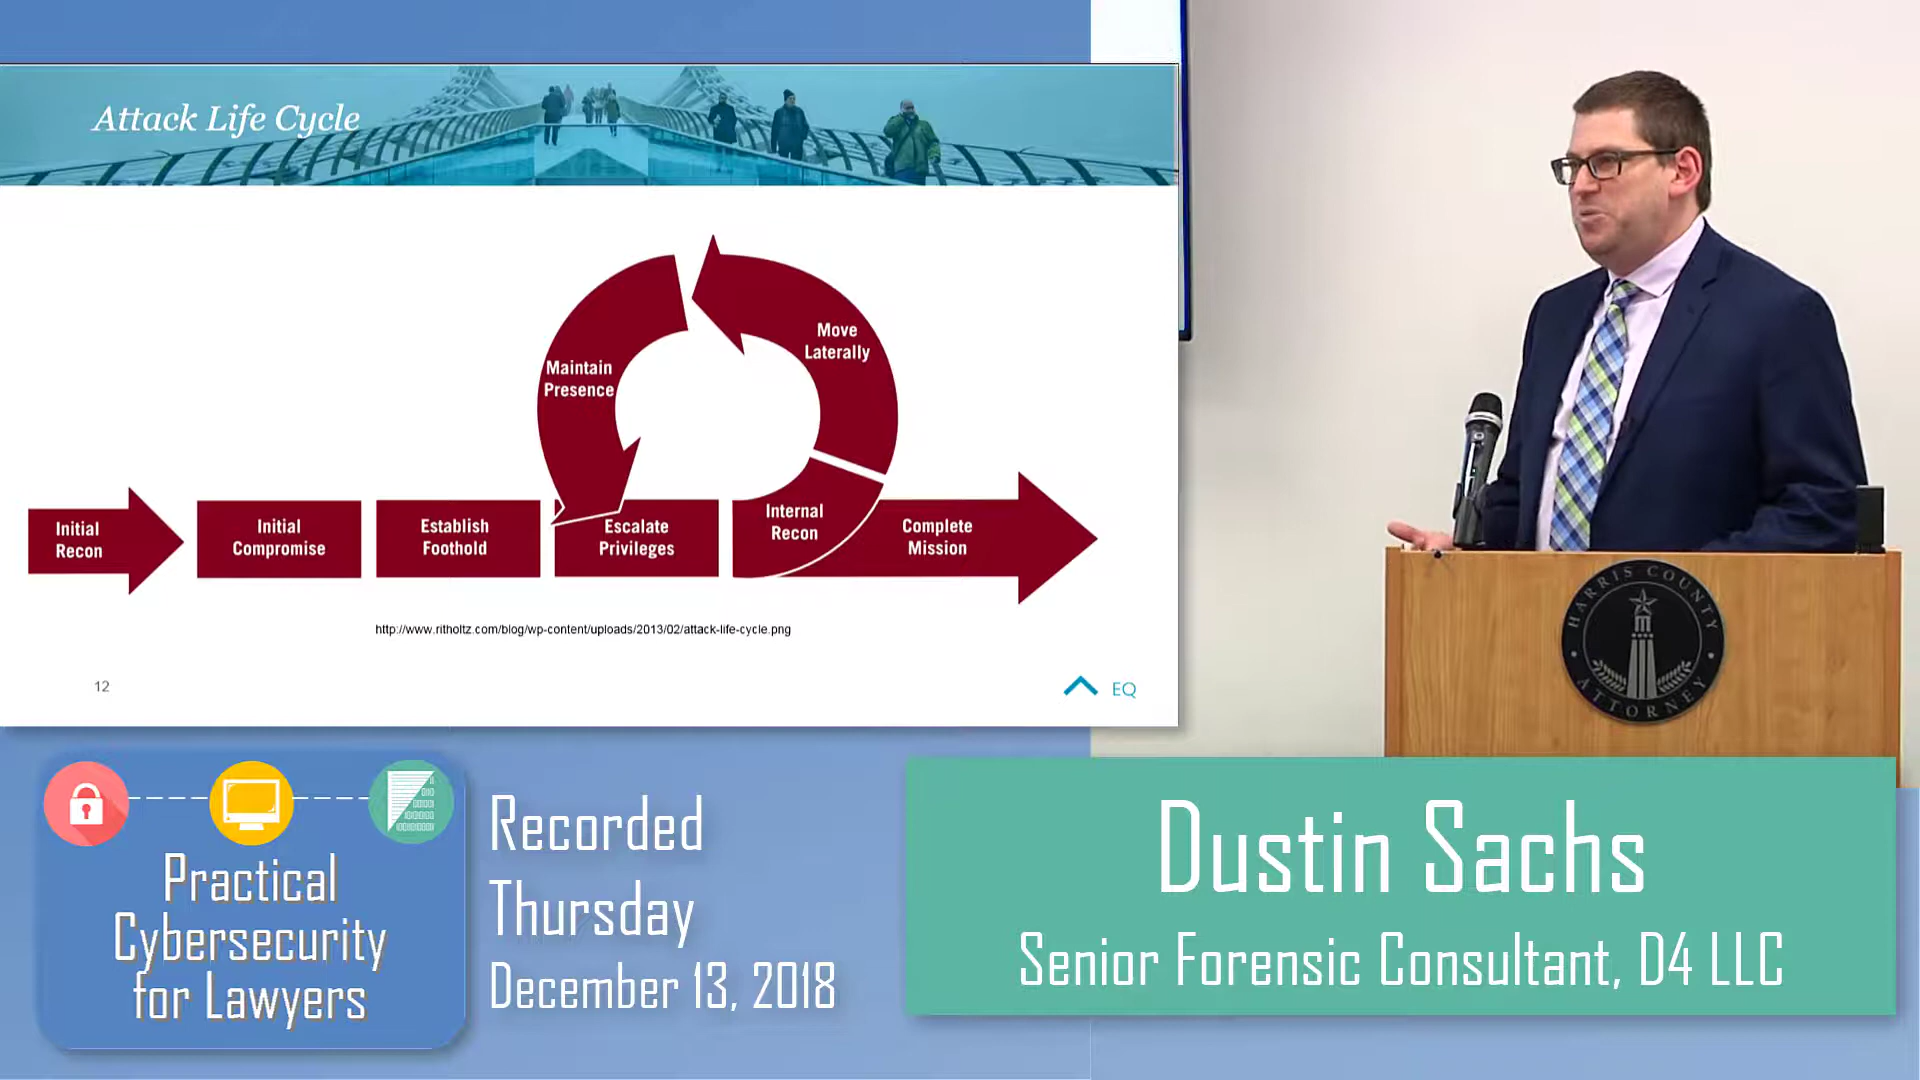 Attack Life Cycle
Maintain
Presence
Move
Laterally
Initial
Recon
Initial
Compromise
Establish
Foothold
Escalate
Privileges
Internal
Recon
Complete
Mission
http://www.ritholtz.com/blog/wp-content/uploads/2013/02/attack-life-cycle.png
12
EQ
HARRIS COUNTY
ATTORNEY
Practical
Cybersecurity
for Lawyers
Recorded
Thursday
December 13, 2018
Dustin Sachs
Senior Forensic Consultant, D4 LLC